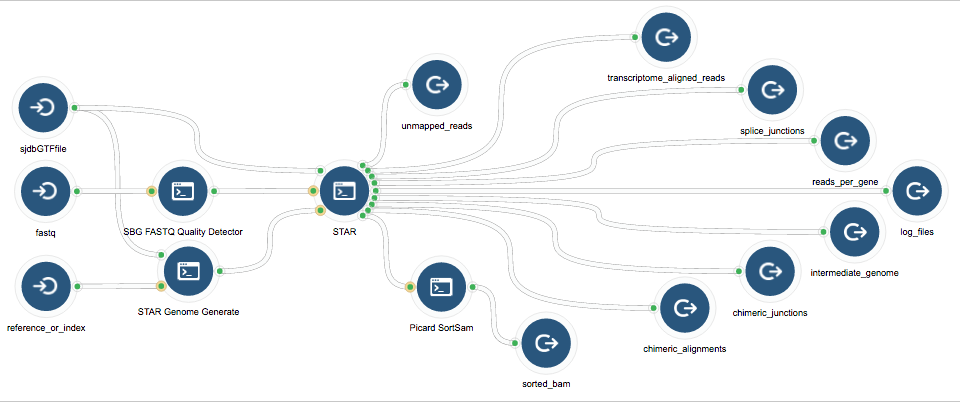 transcriptome_aligned_reads
unmapped_reads
splice_junctions
sjdbGTFfile
reads_per_gene
fastq
SBG FASTQ Quality Detector
STAR
log_files
intermediate_genome
STAR Genome Generate
chimeric_junctions
reference_or_index
Picard SortSam
chimeric_alignments
sorted_bam